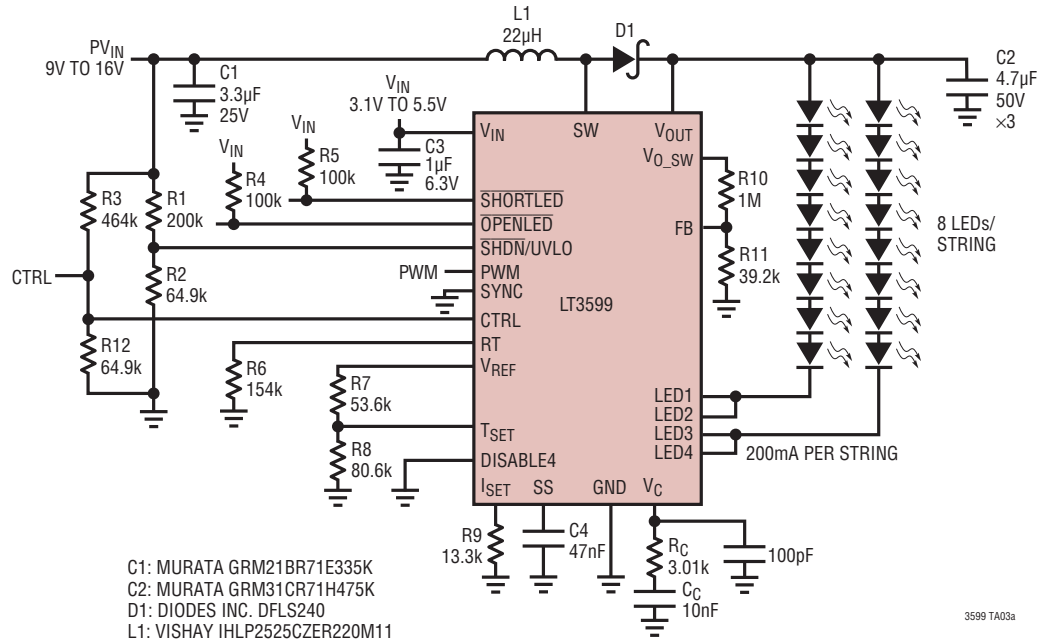 L1
22µH
D1
PVIN
9V TO 16V
C1
3.3µF
25V
C2
4.7µF
50V
×3
VIN
3.1V TO 5.5V
VIN
VIN
R5
100k
R4
100k
C3
1µF
6.3V
VIN
SW
VOUT
VO_SW
R10
1M
FB
R11
39.2k
8 LEDs/
STRING
R3
464k
R1
200k
SHORTLED
OPENLED
SHDN/UVLO
PWM
PWM
SYNC
LT3599
CTRL
R2
64.9k
CTRL
RT
VREF
R12
64.9k
R6
154k
R7
53.6k
TSET
R8
80.6k
DISABLE4
LED1
LED2
LED3
LED4
200mA PER STRING
ISET
SS
GND
VC
R9
13.3k
C4
47nF
RC
3.01k
CC
10nF
100pF
C1: MURATA GRM21BR71E335K
C2: MURATA GRM31CR71H475K
D1: DIODES INC. DFLS240
L1: VISHAY IHLP2525CZER220M11
3599 TA03a